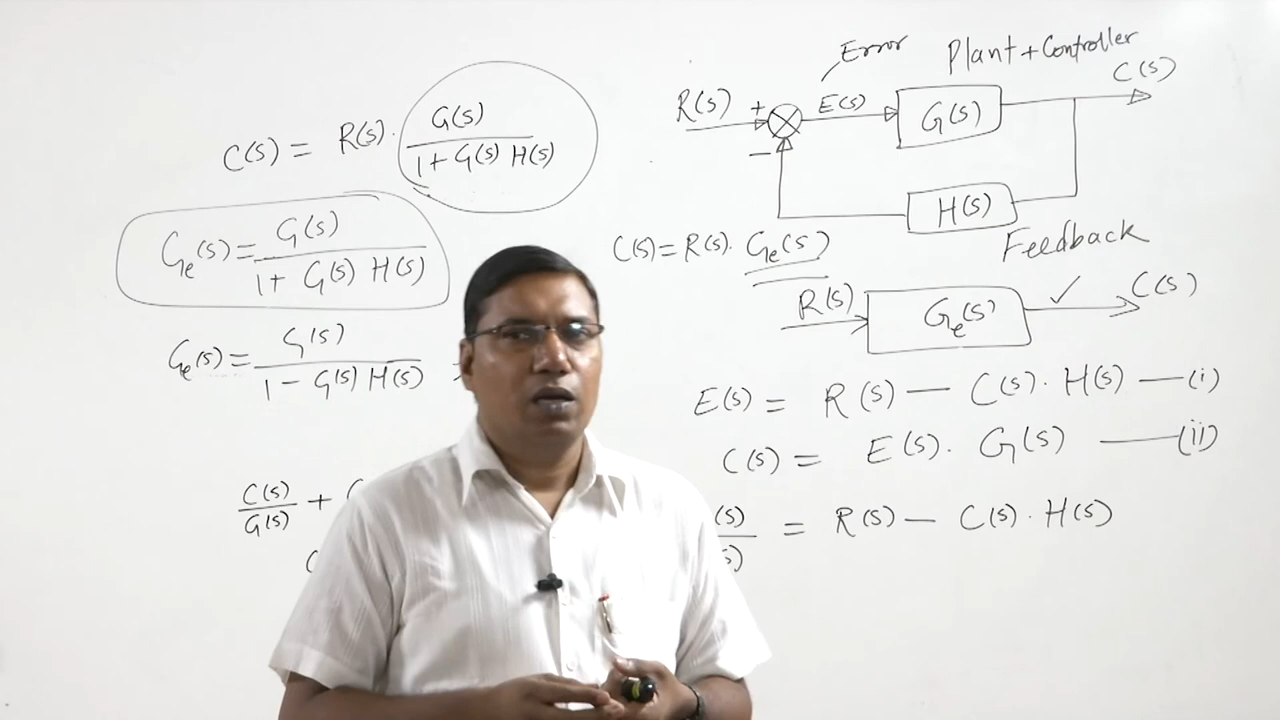 C(s) = R(s) · G(s) / 1 + G(s) H(s)
Ge(s) = G(s) / 1 + G(s) H(s)
Ge(s) = G(s) / 1 - G(s) H(s)
C(s) / G(s) +
Error
Plant + Controller
R(s) + E(s) G(s) C(s)
−
H(s)
Feedback
C(s) = R(s) · Ge(s)
R(s) Ge(s) ✓ C(s)
E(s) = R(s) — C(s) · H(s) — (i)
C(s) = E(s) · G(s) — (ii)
(s) / s) = R(s) — C(s) · H(s)